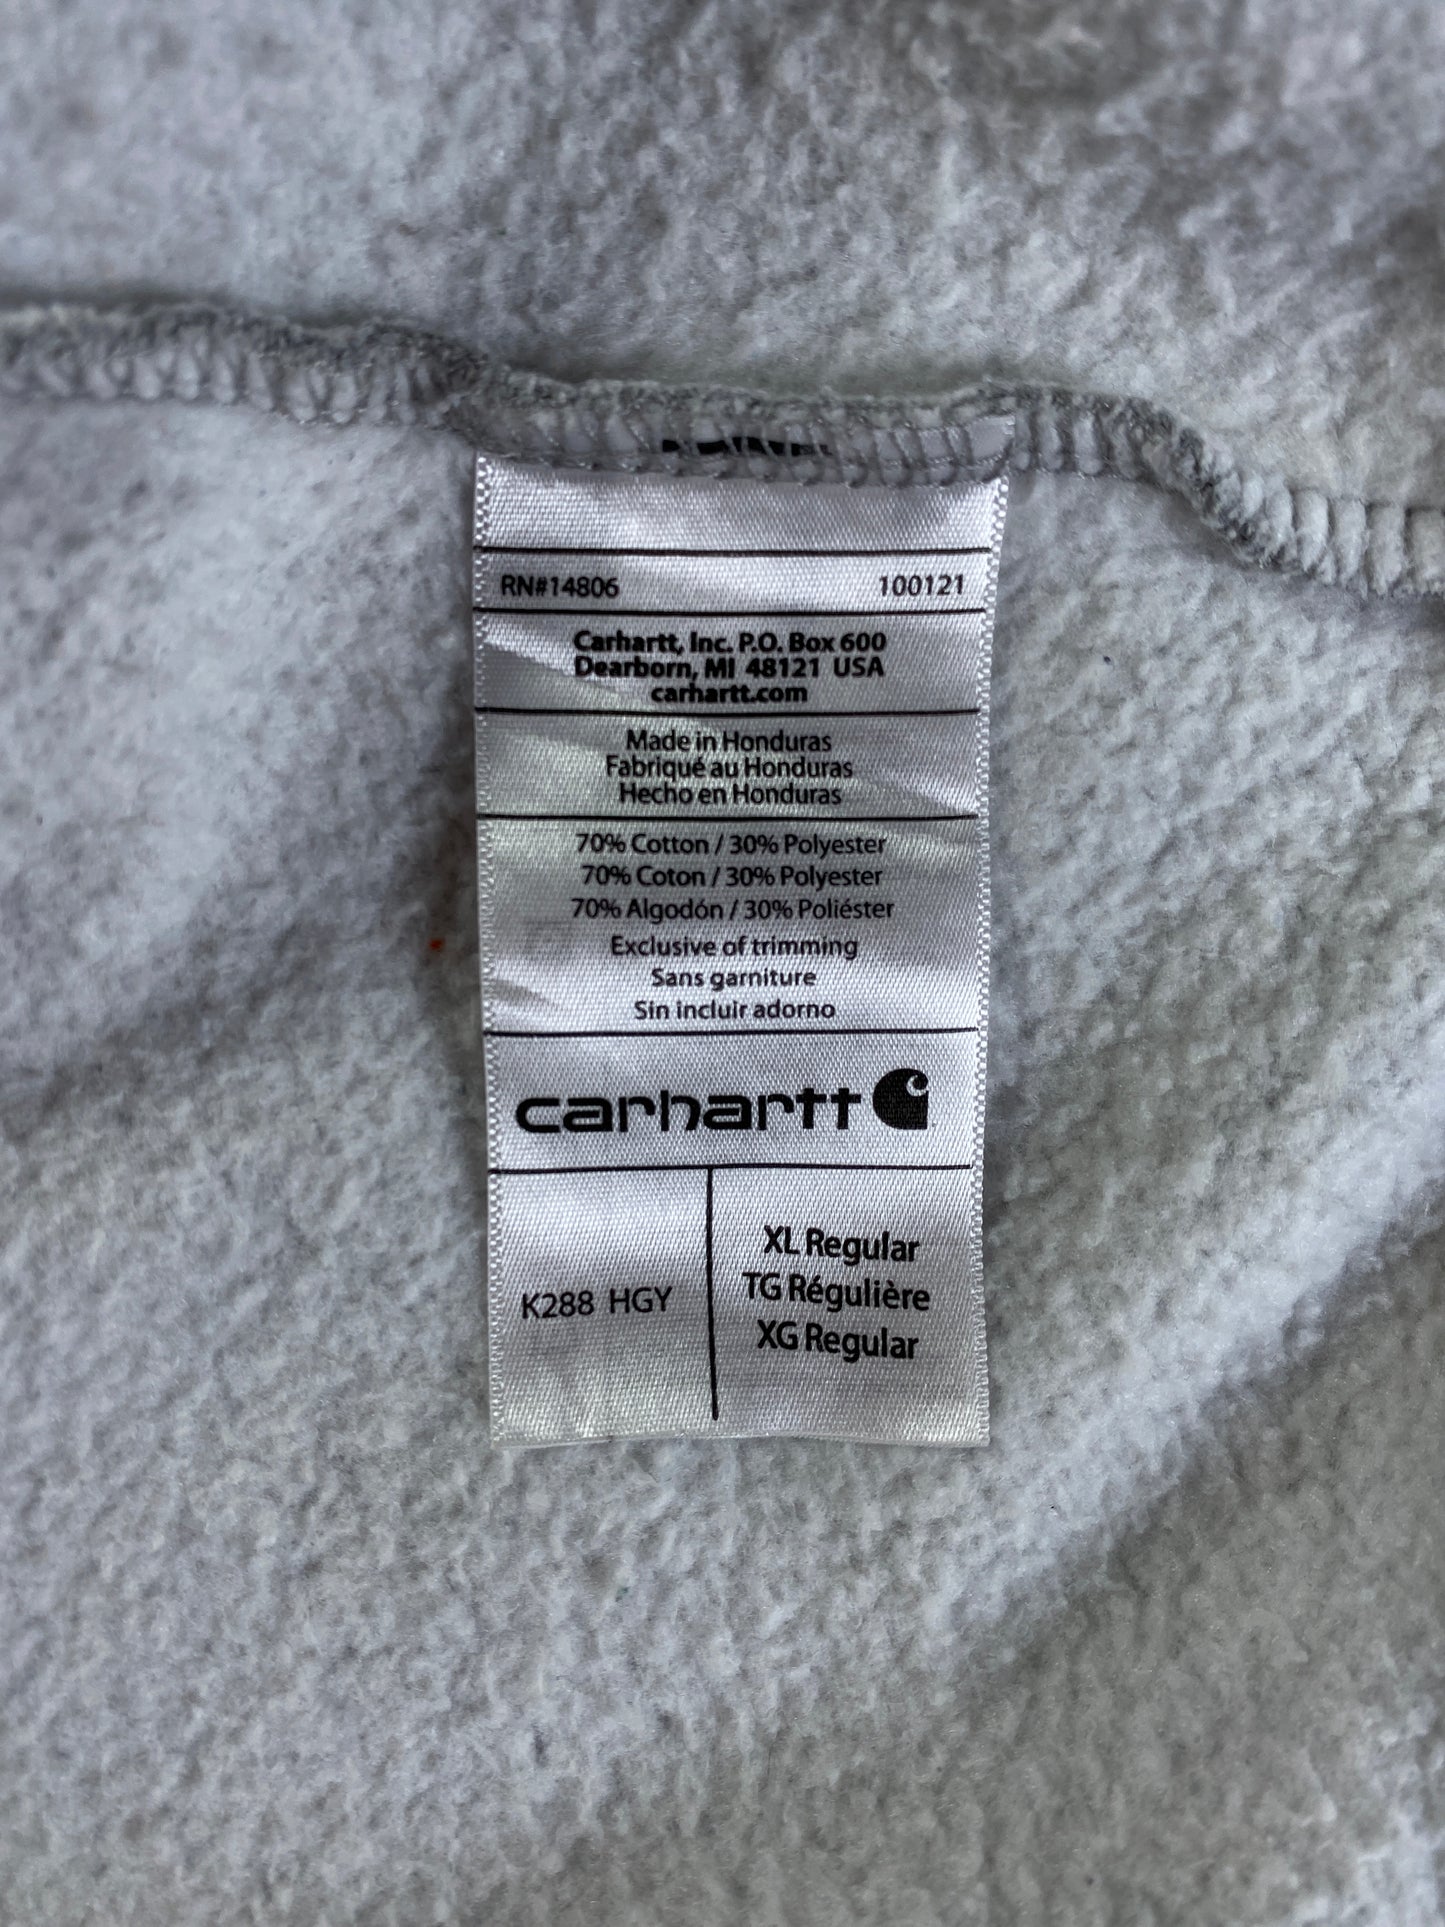 RN#14806 100121
Carhartt, Inc. P.O. Box 600
Dearborn, MI 48121 USA
carhartt.com
Made in Honduras
Fabriqué au Honduras
Hecho en Honduras
70% Cotton / 30% Polyester
70% Coton / 30% Polyester
70% Algodón / 30% Poliéster
Exclusive of trimming
Sans garniture
Sin incluir adorno
carhartt
K288 HGY
XL Regular
TG Régulière
XG Regular